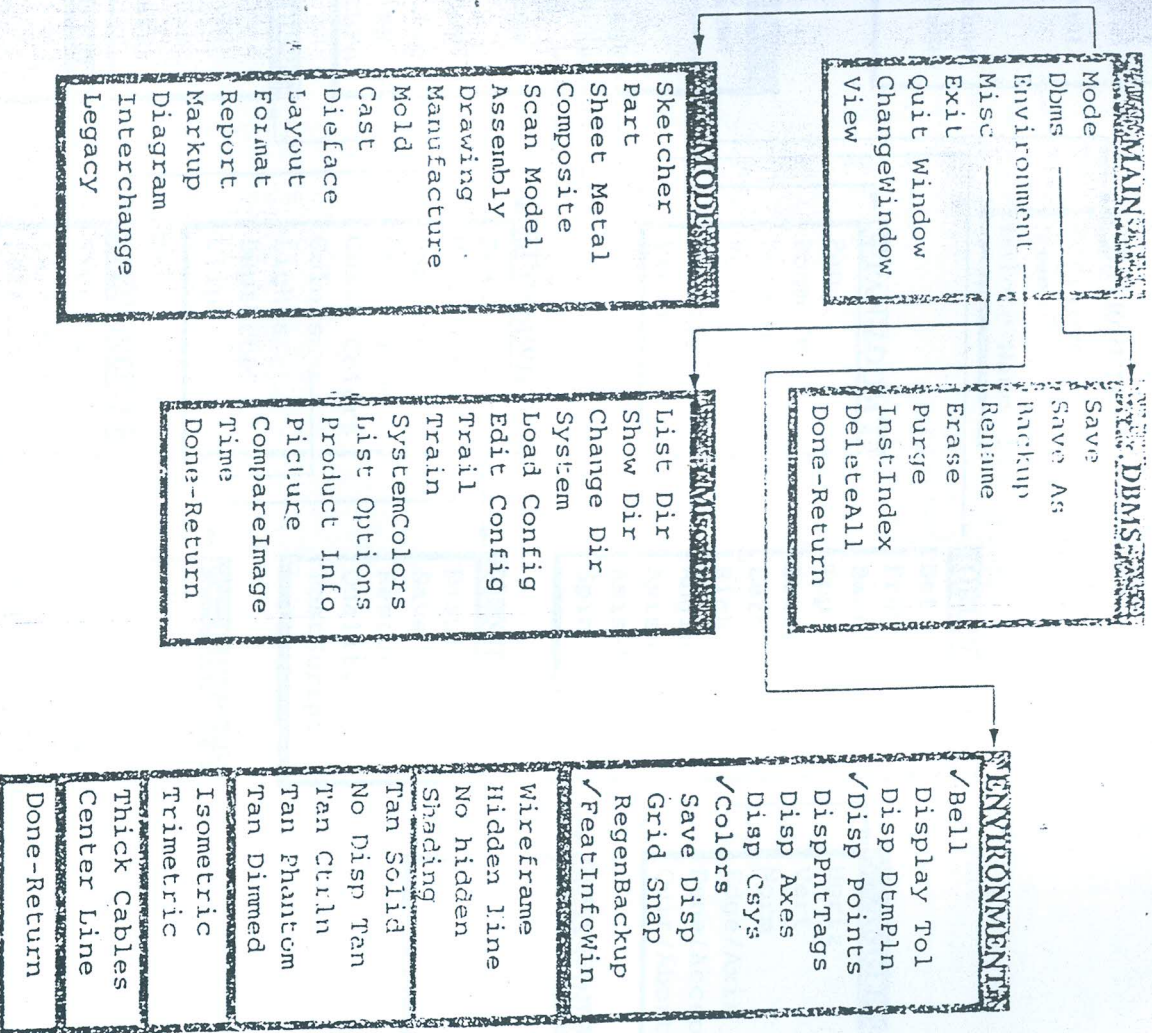 MAIN
Mode
Dbms
Environment
Misc
Exit
Quit Window
ChangeWindow
View
DBMS
Save
Save As
Backup
Rename
Erase
Purge
InstIndex
DeleteAll
Done-Return
MODE
Sketcher
Part
Sheet Metal
Composite
Scan Model
Assembly
Drawing
Manufacture
Mold
Cast
Dieface
Layout
Format
Report
Markup
Diagram
Interchange
Legacy
Misc
List Dir
Show Dir
Change Dir
System
Load Config
Edit Config
Trail
Train
SystemColors
List Options
Product Info
Picture
CompareImage
Time
Done-Return
ENVIRONMENT
✓Bell
Display Tol
Disp DtmPln
✓Disp Points
DispPntTags
Disp Axes
Disp Csys
✓Colors
Save Disp
Grid Snap
RegenBackup
✓FeatInfoWin
Wireframe
Hidden Line
No hidden
Shading
Tan Solid
No Disp Tan
Tan Ctrln
Tan Phantom
Tan Dimmed
Isometric
Trimetric
Thick Cables
Center Line
Done-Return